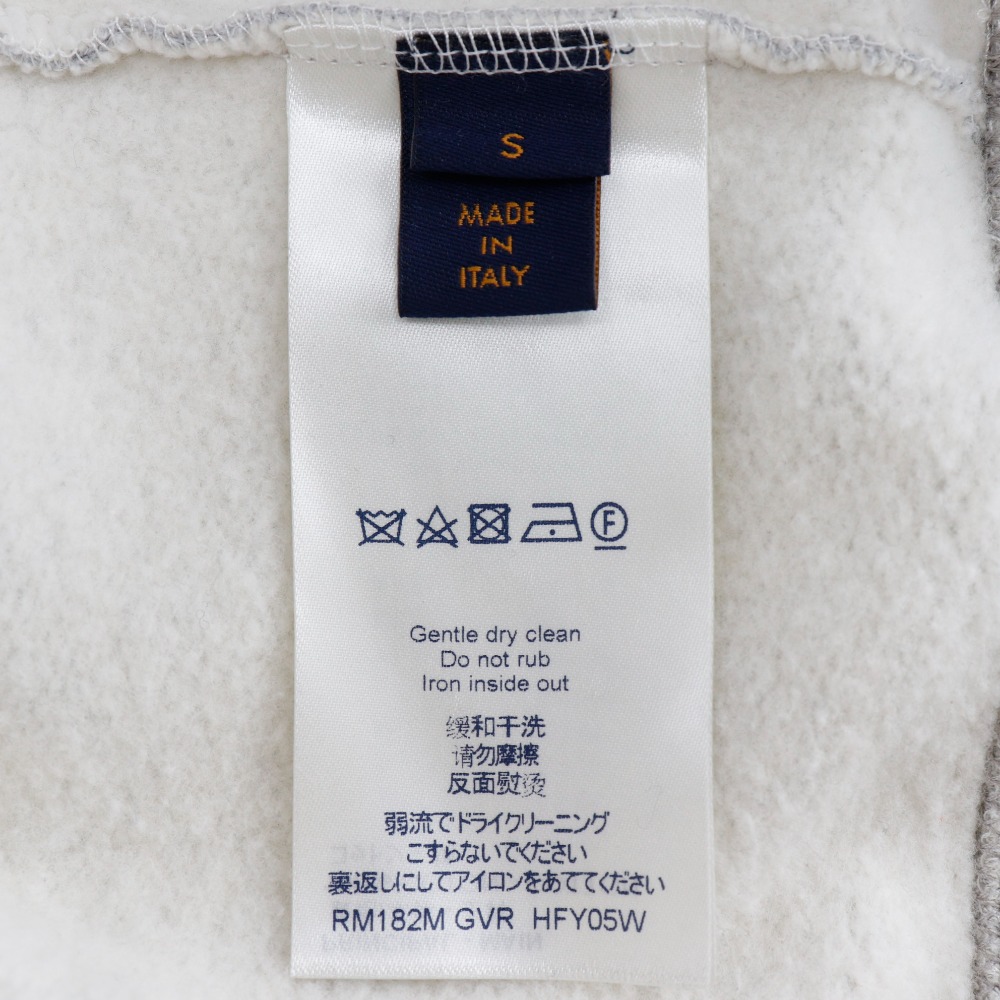 S
MADE
IN
ITALY
F
Gentle dry clean
Do not rub
Iron inside out
缓和干洗
请勿摩擦
反面熨烫
弱流でドライクリーニング
こすらないでください
裏返しにしてアイロンをあててください
RM182M GVR HFY05W